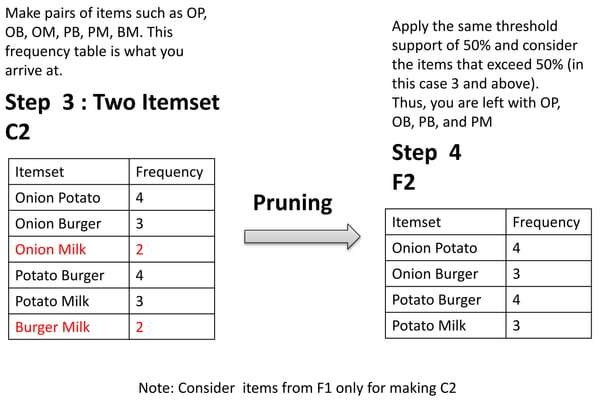 Make pairs of items such as OP,
OB, OM, PB, PM, BM. This
frequency table is what you
arrive at.
Step 3 : Two Itemset
C2
Itemset Frequency
Onion Potato 4
Onion Burger 3
Onion Milk 2
Potato Burger 4
Potato Milk 3
Burger Milk 2
Pruning
Apply the same threshold
support of 50% and consider
the items that exceed 50% (in
this case 3 and above).
Thus, you are left with OP,
OB, PB, and PM
Step 4
F2
Itemset Frequency
Onion Potato 4
Onion Burger 3
Potato Burger 4
Potato Milk 3
Note: Consider items from F1 only for making C2